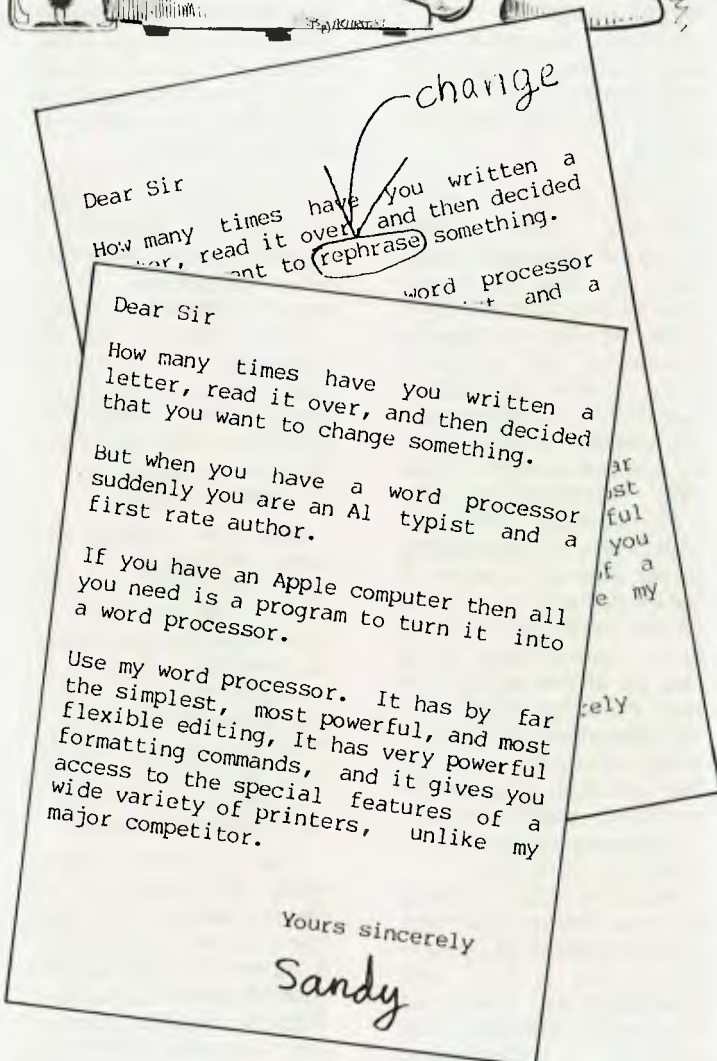 change
Dear Sir
How many times have you written a
read it over, and then decided
to rephrase something.
word processor
and a
Dear Sir
How many times have you written a
letter, read it over, and then decided
that you want to change something.
But when you have a word processor
suddenly you are an A1 typist and a
first rate author.
If you have an Apple computer then all
you need is a program to turn it into
a word processor.
Use my word processor. It has by far
the simplest, most powerful, and most
flexible editing, It has very powerful
formatting commands, and it gives you
access to the special features of a
wide variety of printers, unlike my
major competitor.
Yours sincerely
Sandy
you
a
my